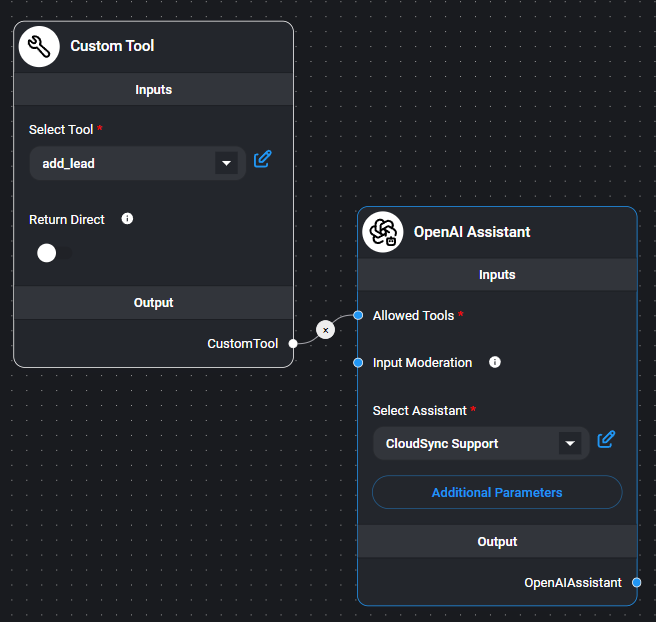 Custom Tool
Inputs
Select Tool *
add_lead
Return Direct
Output
CustomTool
x
OpenAI Assistant
Inputs
Allowed Tools *
Input Moderation
Select Assistant *
CloudSync Support
Additional Parameters
Output
OpenAIAssistant